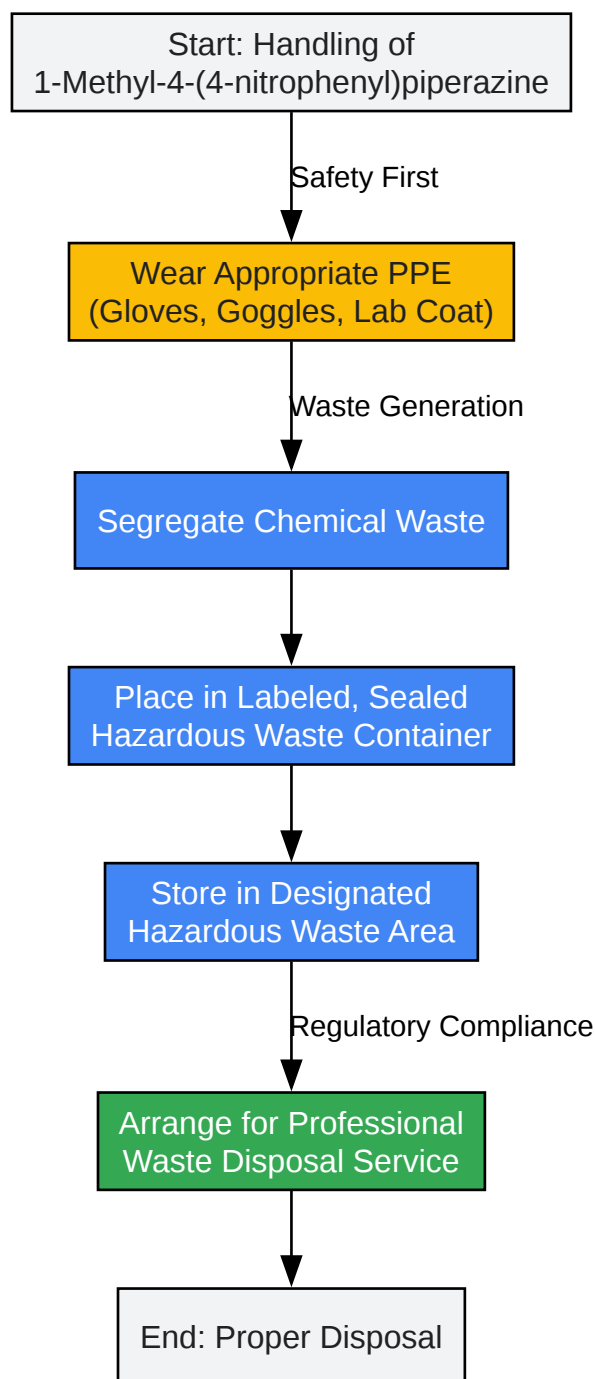 Start: Handling of
1-Methyl-4-(4-nitrophenyl)piperazine
Safety First
Wear Appropriate PPE
(Gloves, Goggles, Lab Coat)
Waste Generation
Segregate Chemical Waste
Place in Labeled, Sealed
Hazardous Waste Container
Store in Designated
Hazardous Waste Area
Regulatory Compliance
Arrange for Professional
Waste Disposal Service
End: Proper Disposal